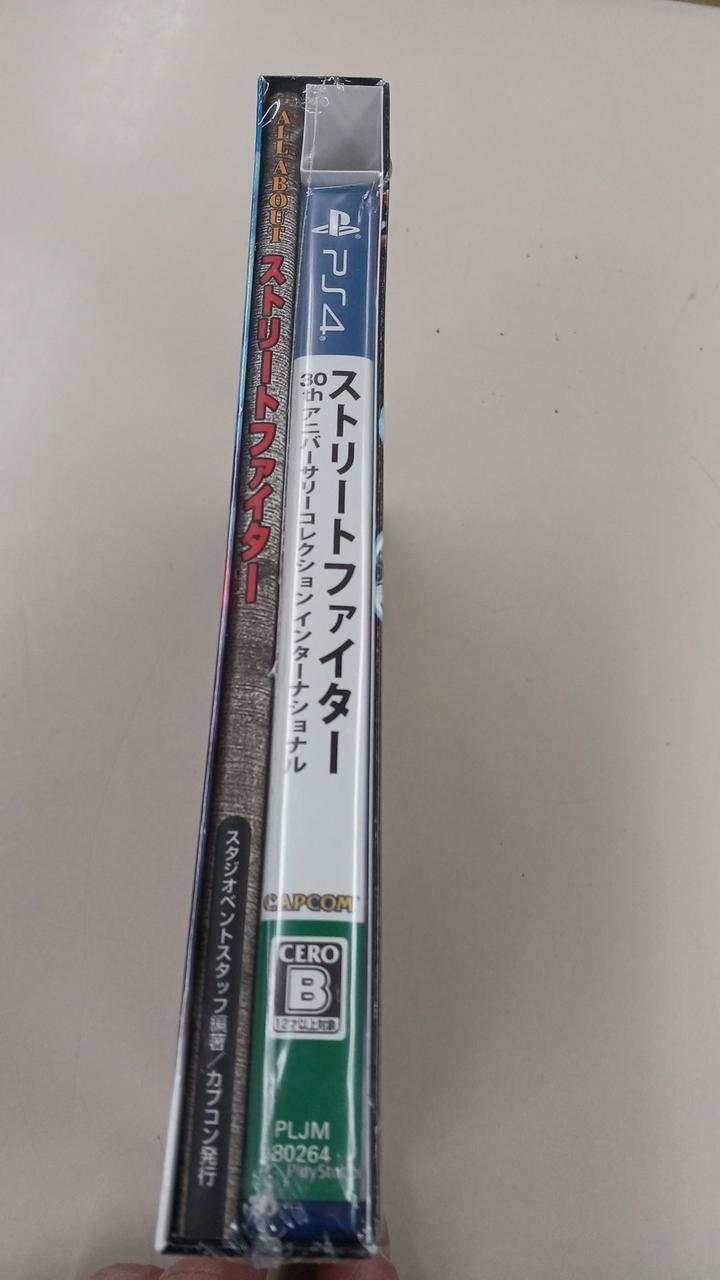 ALL ABOUT ストリートファイター
スタジオベントスタッフ 編著／カプコン発行
PS4
ストリートファイター
30th アニバーサリーコレクション インターナショナル
CAPCOM
CERO
B
12才以上対象
PLJM
80264
PlayStation